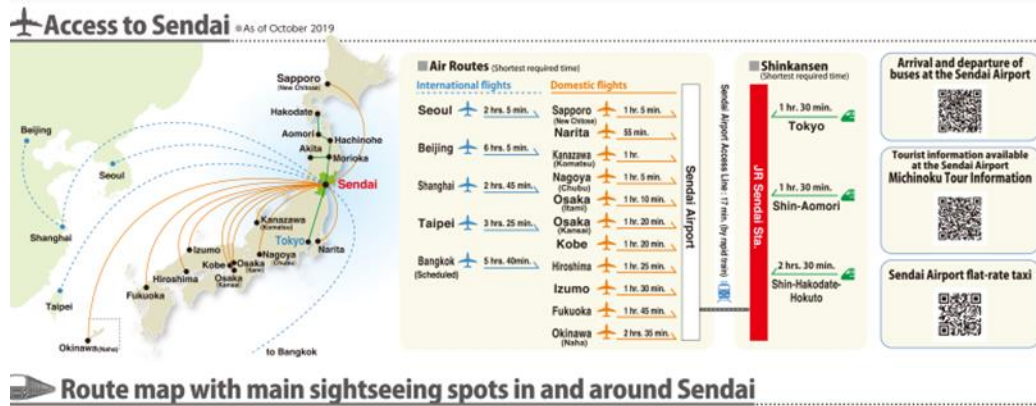 Access to Sendai ※As of October 2019
Sapporo
(New Chitose)
Hakodate
Aomori
Hachinohe
Akita
Morioka
Beijing
Seoul
Sendai
Shanghai
Kanazawa
(Komatsu)
Tokyo
Narita
Izumo
Nagoya
(Chubu)
Kobe
Osaka
(Itami)
Osaka
(Kansai)
Hiroshima
Fukuoka
Taipei
Okinawa (Naha)
to Bangkok
Air Routes (Shortest required time)
International flights
Seoul 2 hrs. 5 min.
Beijing 6 hrs. 5 min.
Shanghai 2 hrs. 45 min.
Taipei 3 hrs. 25 min.
Bangkok 5 hrs. 40min.
(Scheduled)
Domestic flights
Sapporo 1 hr. 5 min.
(New Chitose)
Narita 55 min.
Kanazawa 1 hr.
(Komatsu)
Nagoya 1 hr. 5 min.
(Chubu)
Osaka 1 hr. 10 min.
(Itami)
Osaka 1 hr. 20 min.
(Kansai)
Kobe 1 hr. 20 min.
Hiroshima 1 hr. 25 min.
Izumo 1 hr. 30 min.
Fukuoka 1 hr. 45 min.
Okinawa 2 hrs. 35 min.
(Naha)
Sendai Airport
Sendai Airport Access Line : 17 min. (by rapid train)
JR Sendai Sta.
Shinkansen
(Shortest required time)
1 hr. 30 min.
Tokyo
1 hr. 30 min.
Shin-Aomori
2 hrs. 30 min.
Shin-Hakodate-
Hokuto
Arrival and departure of
buses at the Sendai Airport
Tourist information available
at the Sendai Airport
Michinoku Tour Information
Sendai Airport flat-rate taxi
Route map with main sightseeing spots in and around Sendai